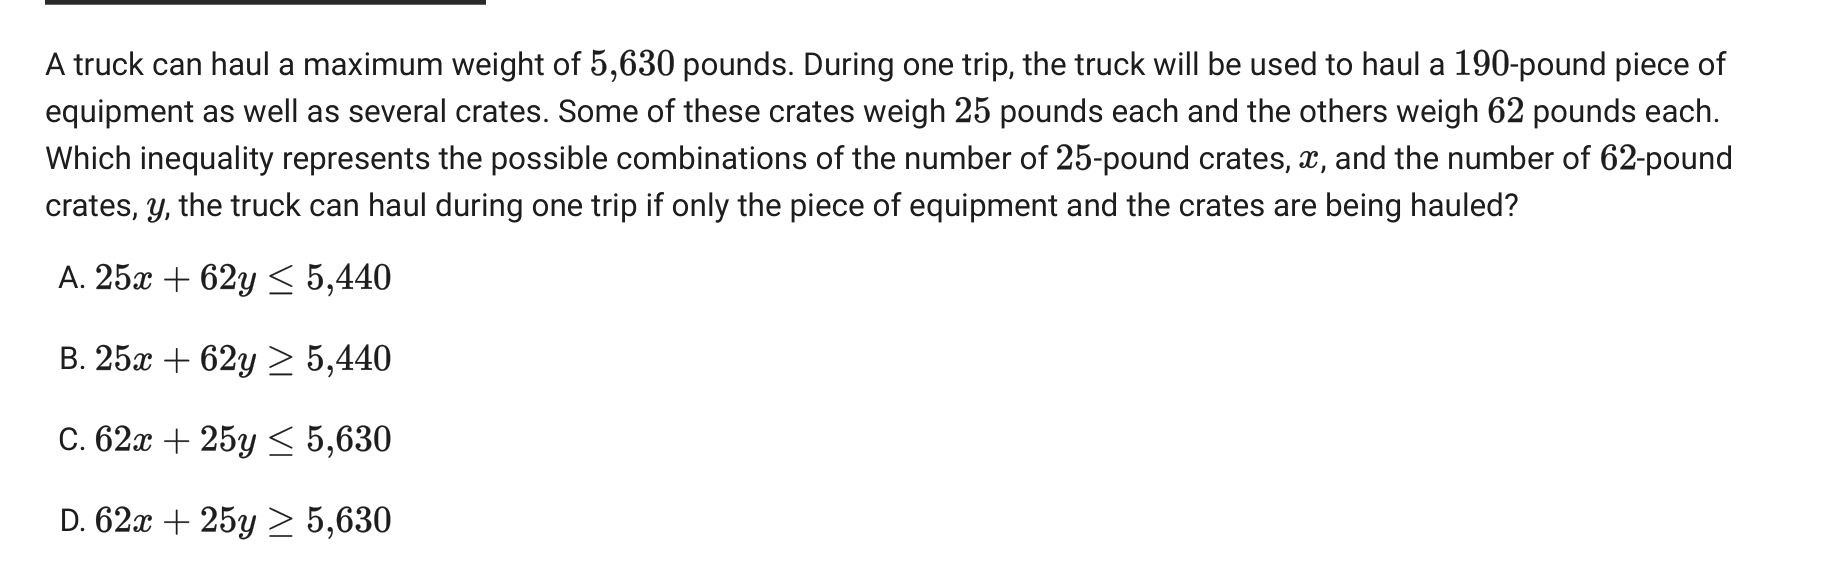 A truck can haul a maximum weight of 5,630 pounds. During one trip, the truck will be used to haul a 190-pound piece of
equipment as well as several crates. Some of these crates weigh 25 pounds each and the others weigh 62 pounds each.
Which inequality represents the possible combinations of the number of 25-pound crates, x, and the number of 62-pound
crates, y, the truck can haul during one trip if only the piece of equipment and the crates are being hauled?
A. 25x + 62y ≤ 5,440
B. 25x + 62y ≥ 5,440
C. 62x + 25y ≤ 5,630
D. 62x + 25y ≥ 5,630